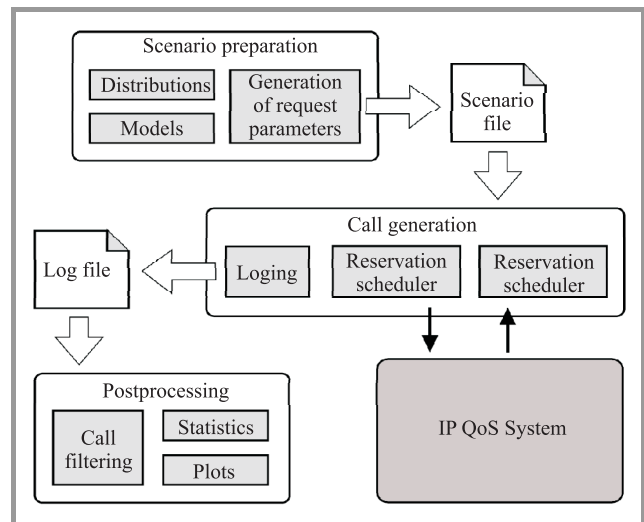 Scenario preparation
Distributions
Models
Generation
of request
parameters
Scenario
file
Call generation
Loging
Reservation
scheduler
Reservation
scheduler
Log file
Postprocessing
Call
filtering
Statistics
Plots
IP QoS System